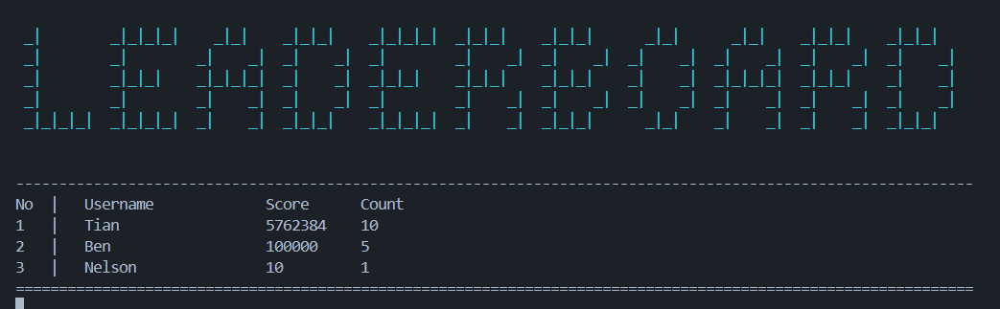 LEADERBOARD
No | Username Score Count
1 | Tian 5762384 10
2 | Ben 100000 5
3 | Nelson 10 1